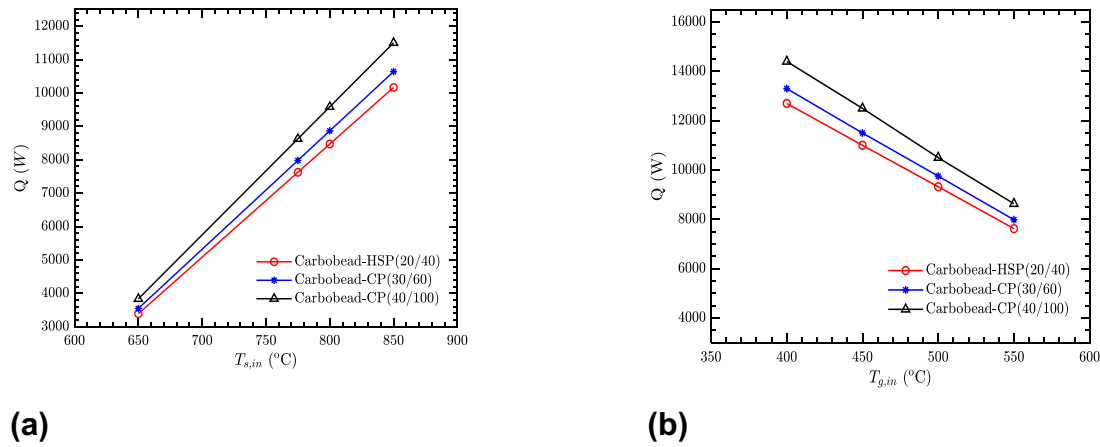 12000
11000
10000
9000
8000
7000
6000
5000
4000
3000
Q (W)
600 650 700 750 800 850 900
T_{s,in} (°C)
Carbobead-HSP(20/40)
Carbobead-CP(30/60)
Carbobead-CP(40/100)
(a)
16000
14000
12000
10000
8000
6000
4000
Q (W)
350 400 450 500 550 600
T_{g,in} (°C)
Carbobead-HSP(20/40)
Carbobead-CP(30/60)
Carbobead-CP(40/100)
(b)